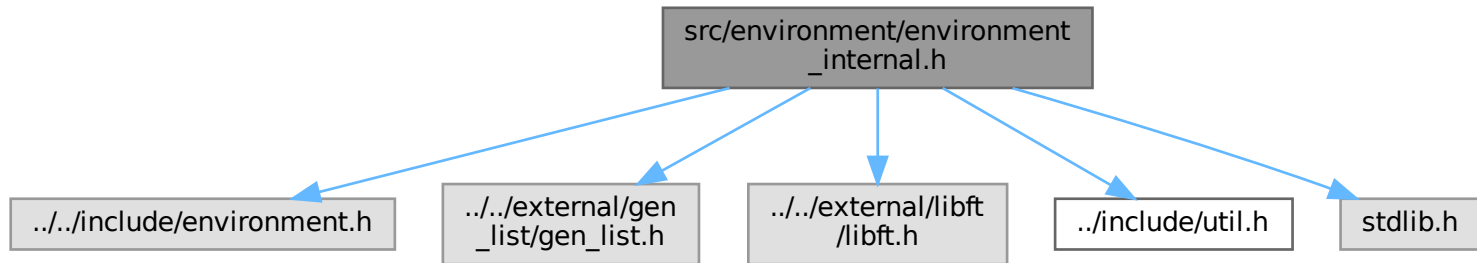 src/environment/environment
_internal.h
../../include/environment.h
../../external/gen
_list/gen_list.h
../../external/libft
/libft.h
../include/util.h
stdlib.h